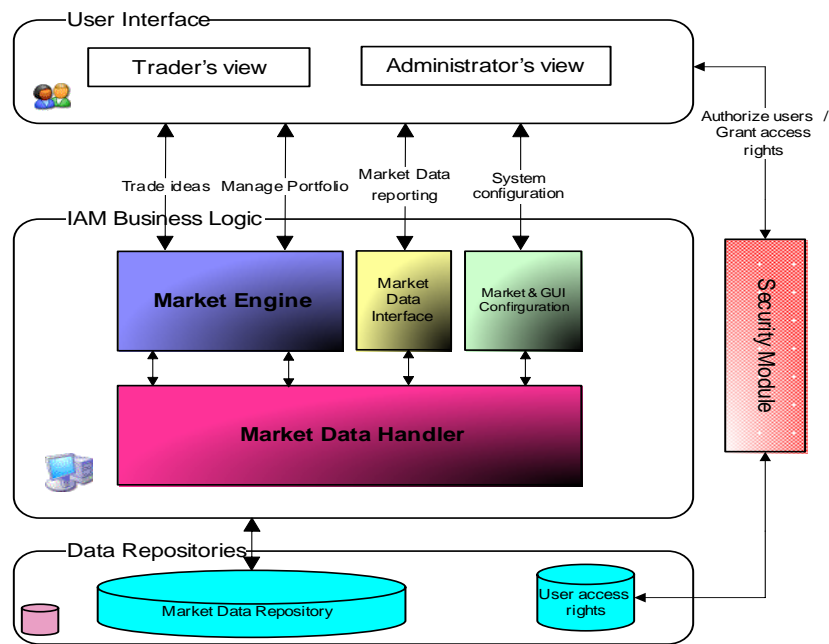 User Interface
Trader's view
Administrator's view
Authorize users /
Grant access
rights
Trade ideas
Manage Portfolio
Market Data
reporting
System
configuration
IAM Business Logic
Market Engine
Market
Data
Interface
Market & GUI
Confirguration
Security Module
Market Data Handler
Data Repositories
Market Data Repository
User access
rights